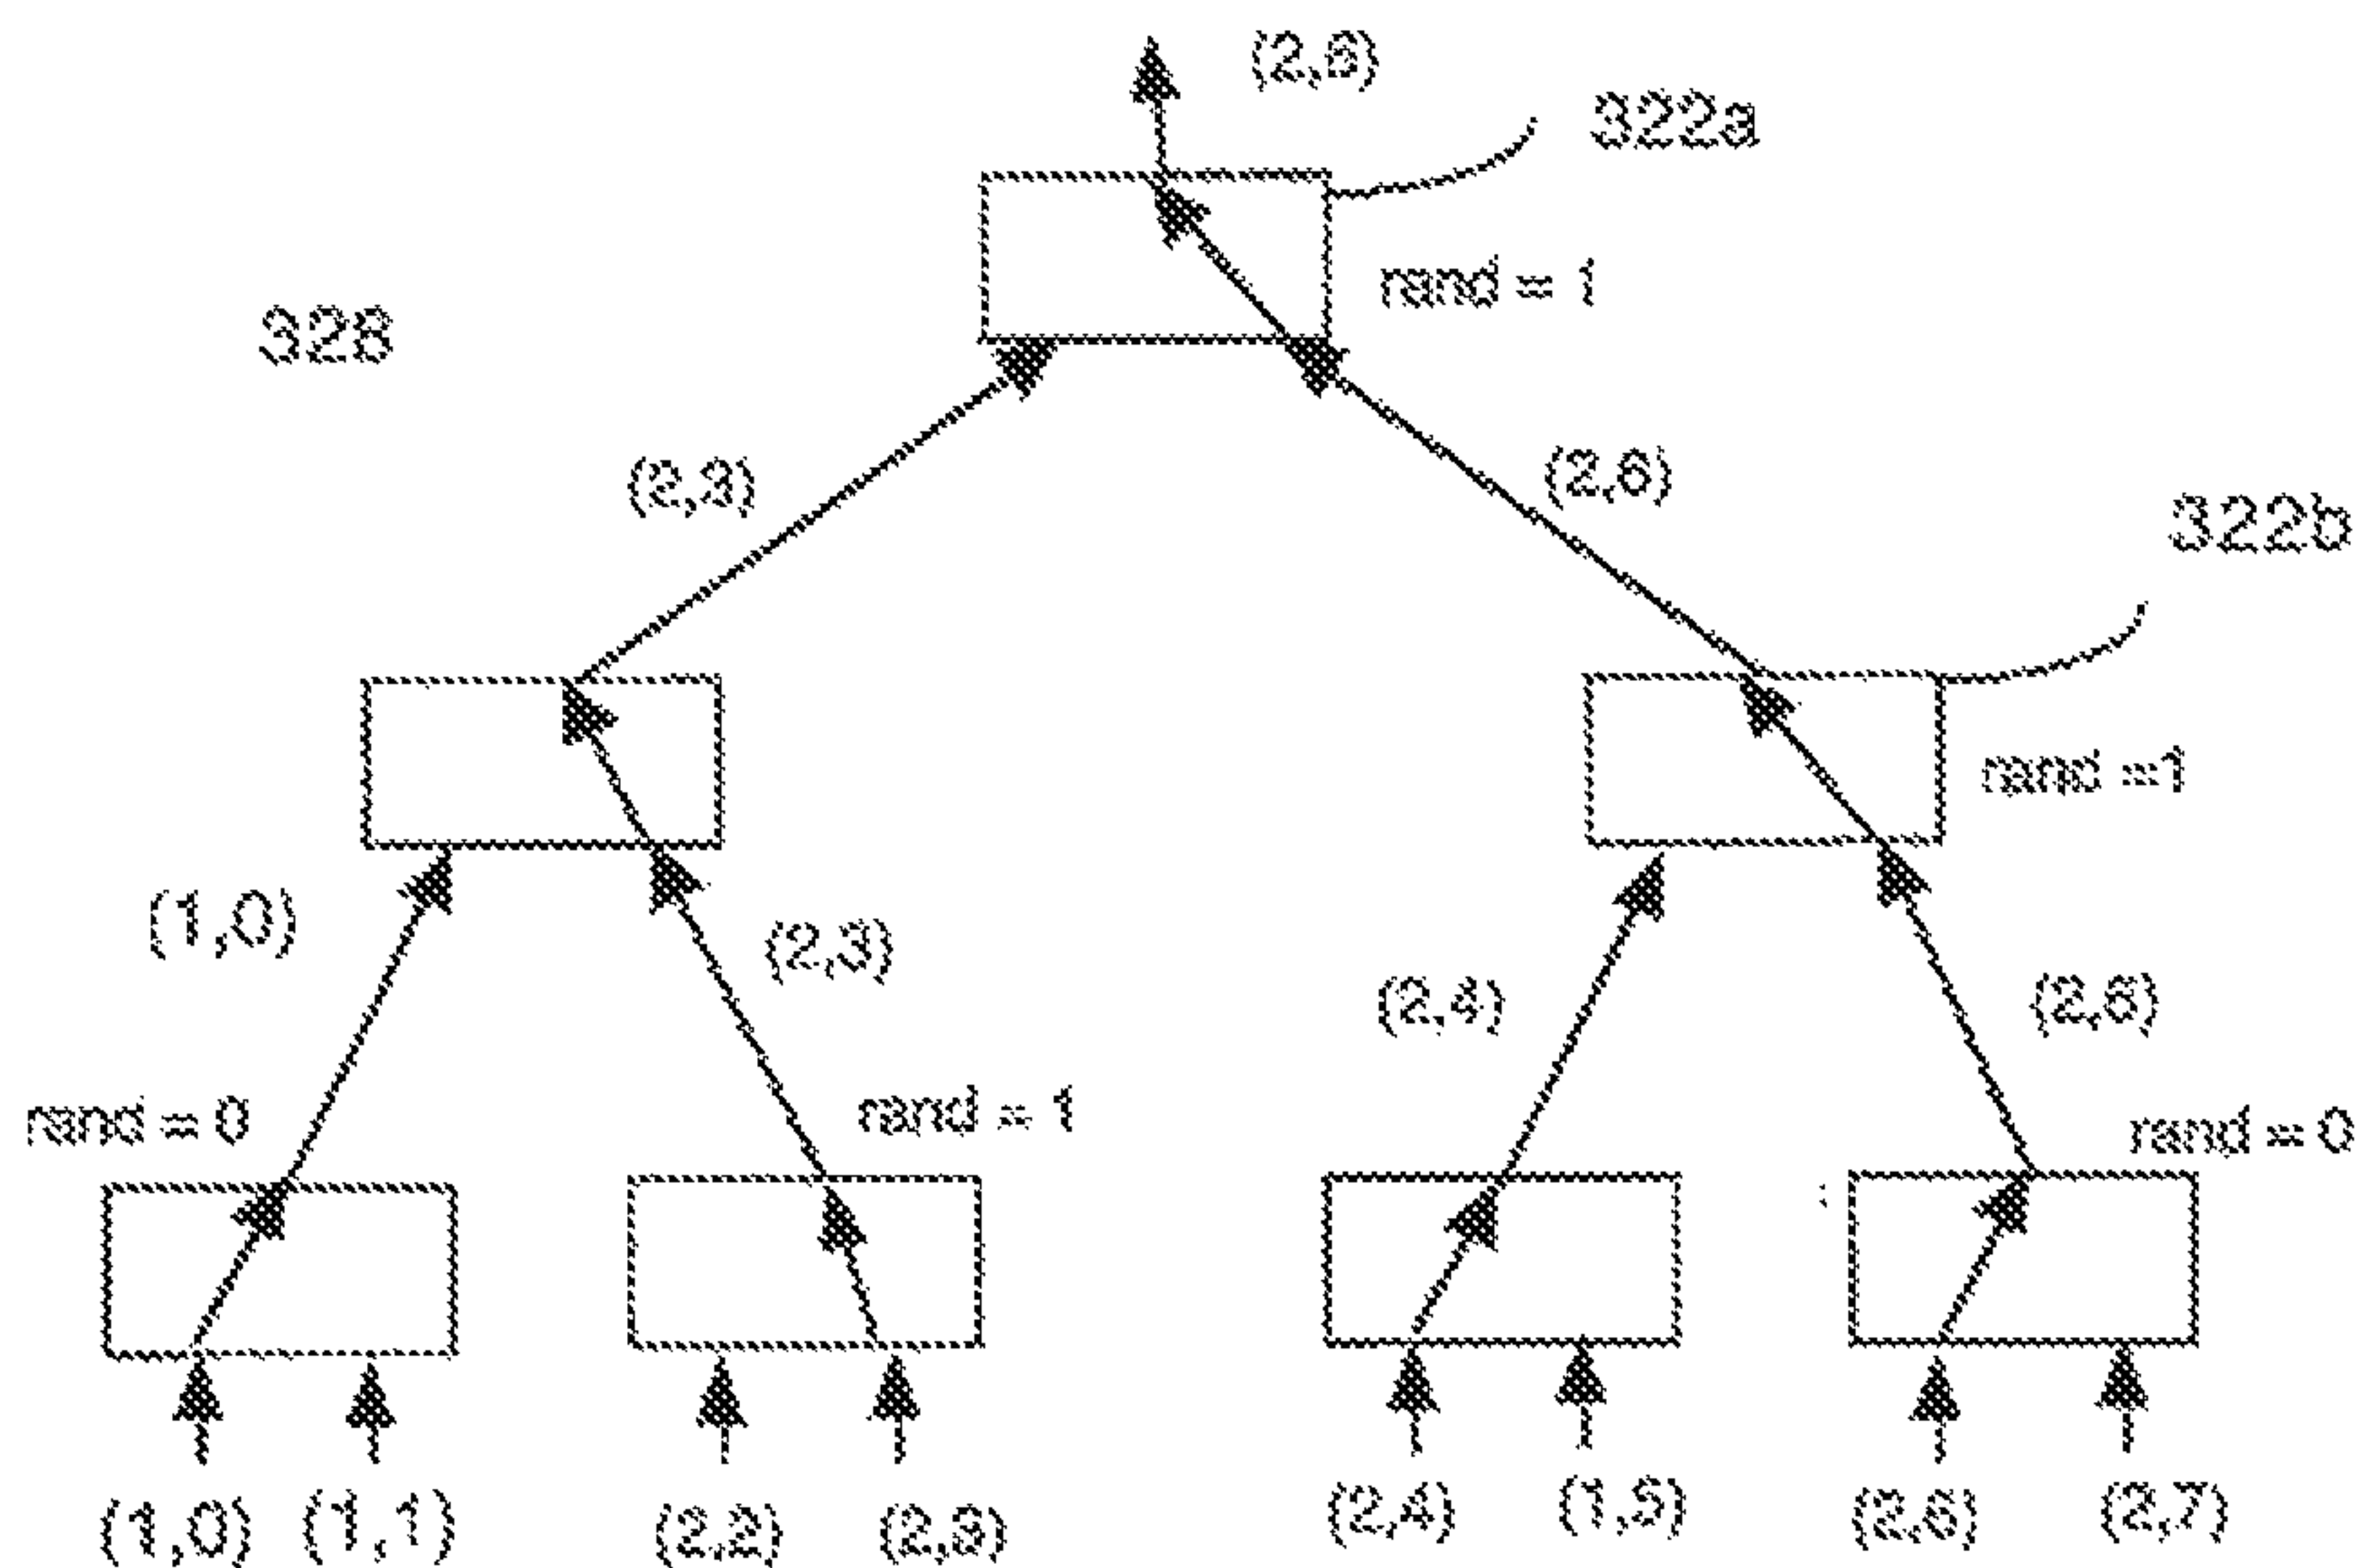 (2,6)
322a
rand = 1
328
(2,3)
(2,6)
322b
rand =1
(1,0)
(2,3)
(2,4)
(2,6)
rand = 0
rand = 1
rand = 0
(1,0) (1,1) (2,2) (2,3) (2,4) (1,5) (2,6) (2,7)